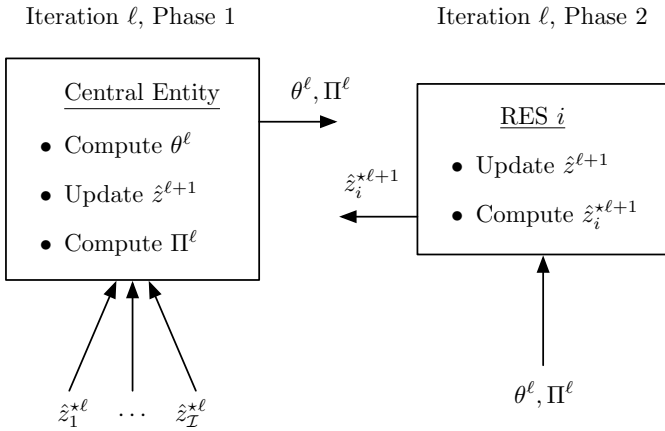 Iteration ℓ, Phase 1
Central Entity
• Compute θ^ℓ
• Update ẑ^{ℓ+1}
• Compute Π^ℓ
θ^ℓ, Π^ℓ
ẑ_1^{⋆ℓ} ⋯ ẑ_ℐ^{⋆ℓ}
Iteration ℓ, Phase 2
RES i
• Update ẑ^{ℓ+1}
• Compute ẑ_i^{⋆ℓ+1}
ẑ_i^{⋆ℓ+1}
θ^ℓ, Π^ℓ